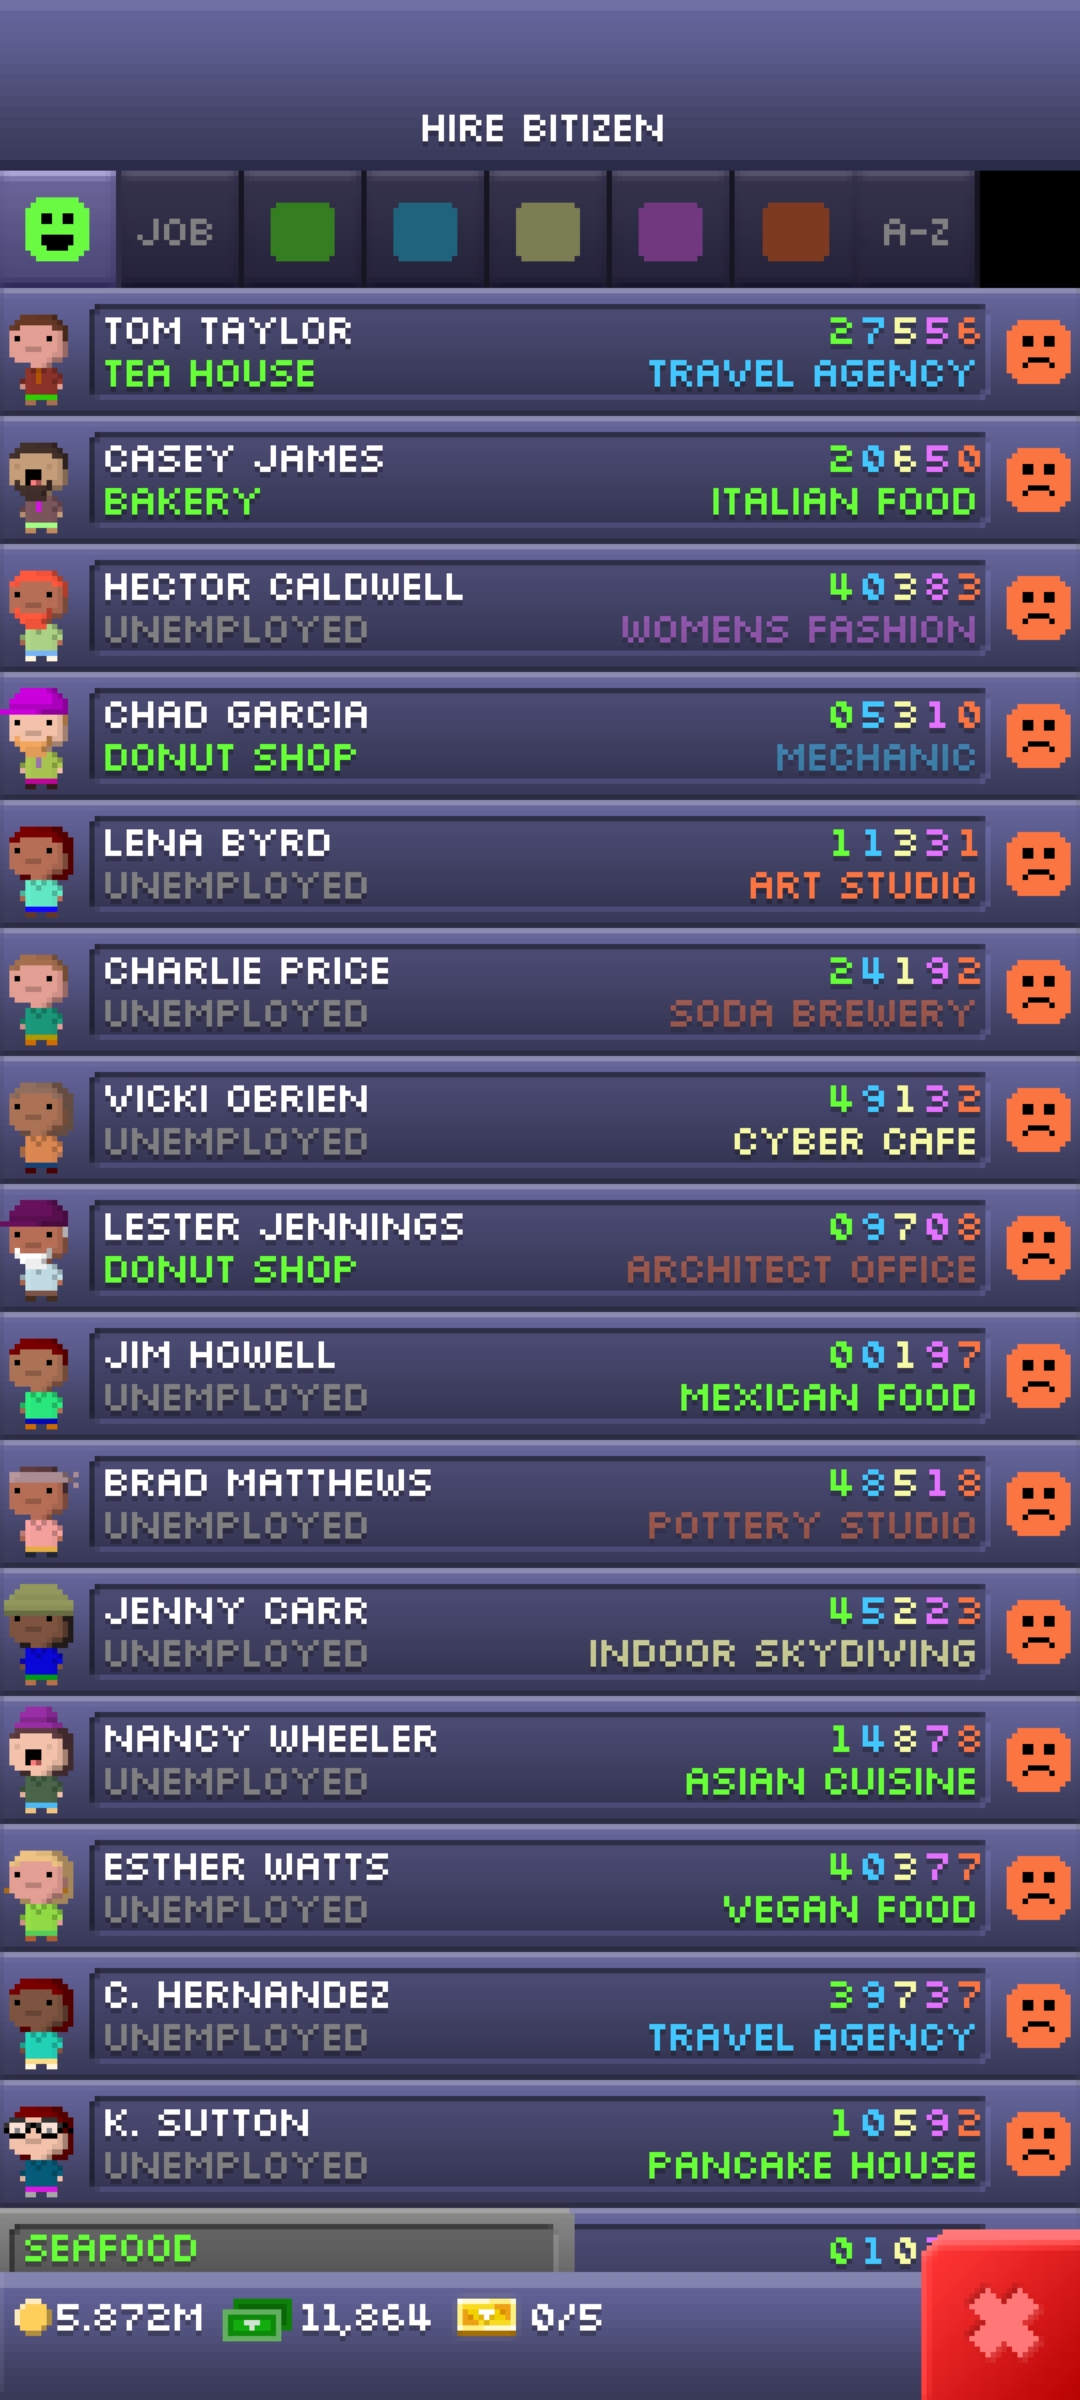 HIRE BITIZEN
JOB A-Z
TOM TAYLOR 27556
TEA HOUSE TRAVEL AGENCY
CASEY JAMES 20650
BAKERY ITALIAN FOOD
HECTOR CALDWELL 40383
UNEMPLOYED WOMENS FASHION
CHAD GARCIA 05310
DONUT SHOP MECHANIC
LENA BYRD 11331
UNEMPLOYED ART STUDIO
CHARLIE PRICE 24192
UNEMPLOYED SODA BREWERY
VICKI OBRIEN 49132
UNEMPLOYED CYBER CAFE
LESTER JENNINGS 09708
DONUT SHOP ARCHITECT OFFICE
JIM HOWELL 00197
UNEMPLOYED MEXICAN FOOD
BRAD MATTHEWS 48518
UNEMPLOYED POTTERY STUDIO
JENNY CARR 45223
UNEMPLOYED INDOOR SKYDIVING
NANCY WHEELER 14878
UNEMPLOYED ASIAN CUISINE
ESTHER WATTS 40377
UNEMPLOYED VEGAN FOOD
C. HERNANDEZ 39737
UNEMPLOYED TRAVEL AGENCY
K. SUTTON 10592
UNEMPLOYED PANCAKE HOUSE
SEAFOOD 010
5.872M 11,864 0/5